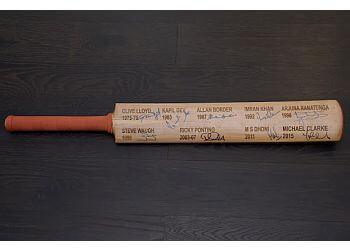 CLIVE LLOYD KAPIL DEV ALLAN BORDER IMRAN KHAN ARJUNA RANATUNGA
1975-79 1983 1987 1992 1996
STEVE WAUGH RICKY PONTING M S DHONI MICHAEL CLARKE
1999 2003-07 2011 2015